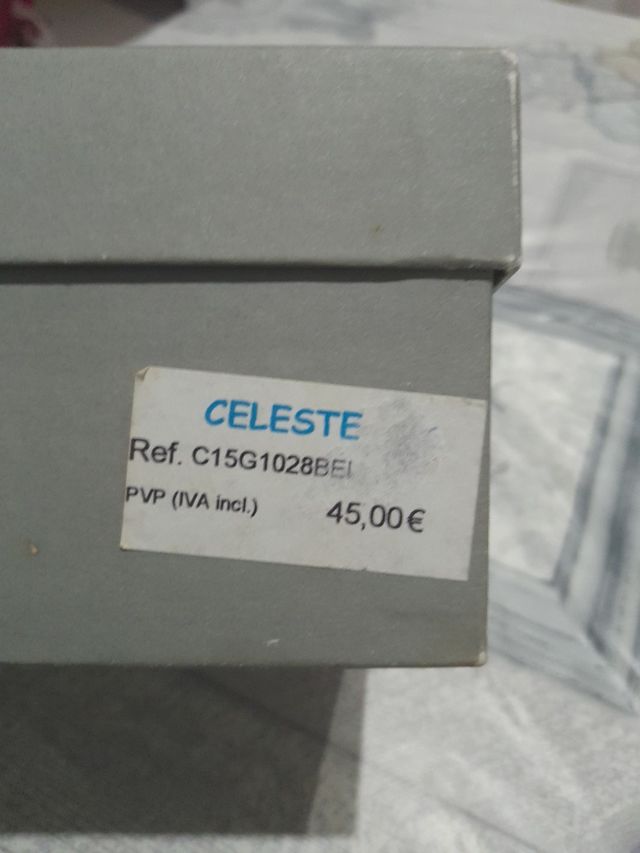 CELESTE
Ref. C15G1028BEI
PVP (IVA incl.) 45,00€